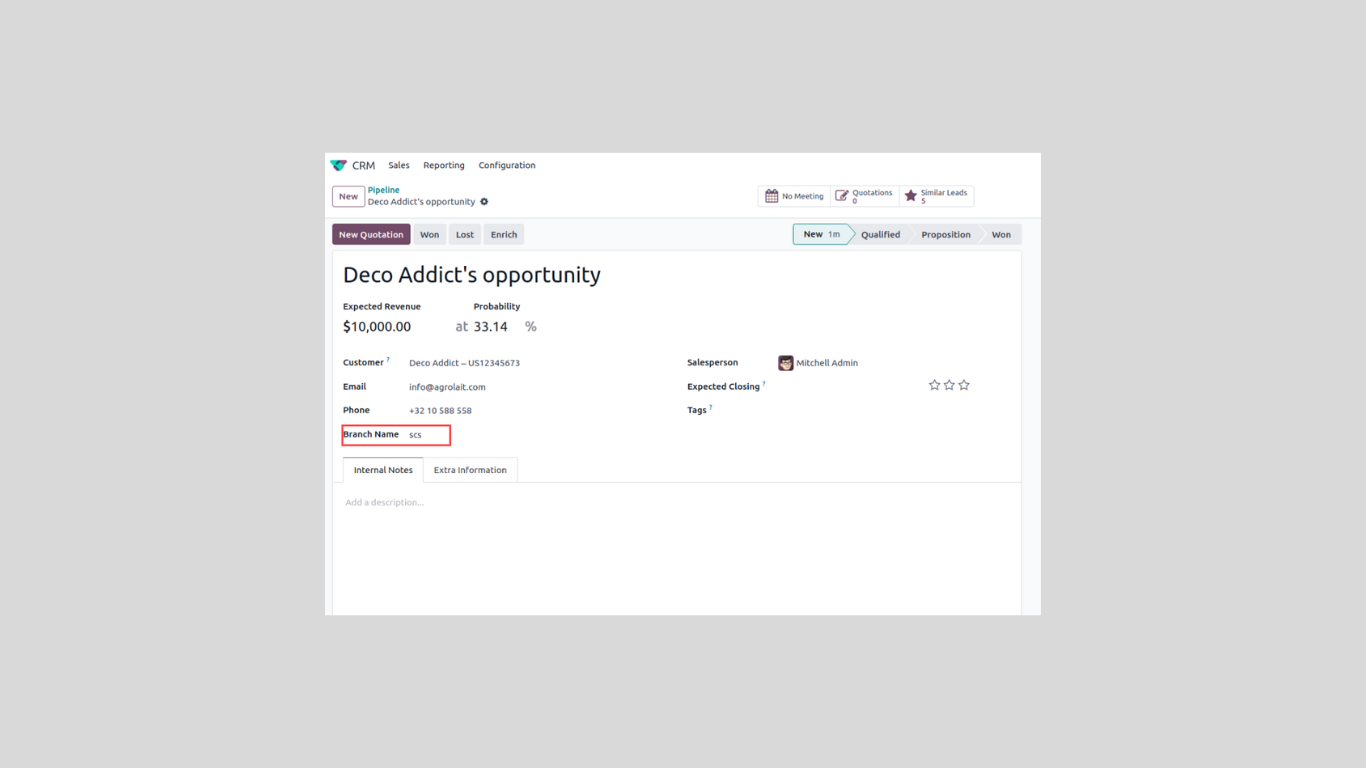 CRM Sales Reporting Configuration
New Pipeline No Meeting Quotations 0 Similar Leads 5
Deco Addict's opportunity
New Quotation Won Lost Enrich New 1m Qualified Proposition Won
Deco Addict's opportunity
Expected Revenue Probability
$10,000.00 at 33.14 %
Customer ? Deco Addict – US12345673 Salesperson Mitchell Admin
Email info@agrolait.com Expected Closing ?
Phone +32 10 588 558 Tags ?
Branch Name scs
Internal Notes Extra Information
Add a description...